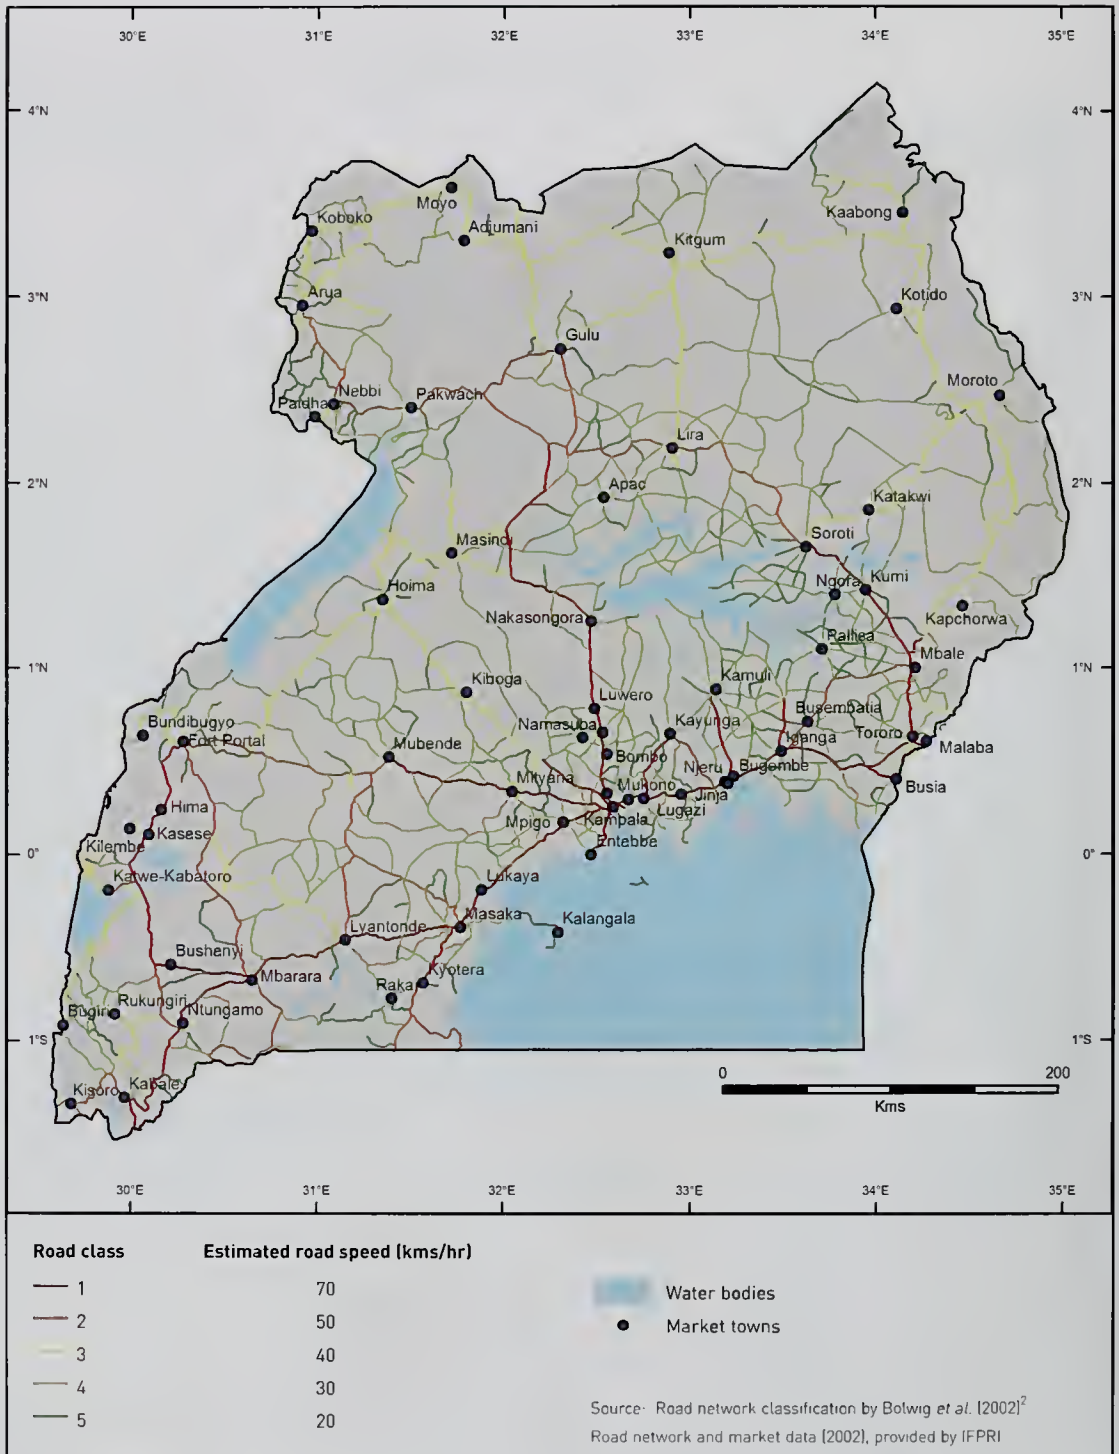 30°E 31°E 32°E 33°E 34°E 35°E
4°N 4°N
Moyo
Kaabong
Koboko
Adjumani
Kitgum
3°N 3°N
Arua
Kotido
Gulu
Moroto
Nebbi
Pakwach
Paidha
Lira
2°N 2°N
Apac
Katakwi
Soroti
Masindi
Hoima
Ngora
Kumi
Nakasongora
Kapchorwa
Pallisa
1°N 1°N
Mbale
Kiboga
Kamuli
Luwero
Busembatia
Bundibugyo
Namasuba
Kayunga
Fort Portal
Mubende
Iganga
Tororo
Malaba
Bombo
Njeru
Bugembe
Mityana
Mukono
Busia
Hima
Jinja
Lugazi
Mpigo
Kampala
Kasese
Kilembe
Entebbe
0° 0°
Katwe-Kabatoro
Lukaya
Masaka
Kalangala
Lyantonde
Bushenyi
Mbarara
Kyotera
Rakai
Rukungiri
Ntungamo
Bugiri
1°S 1°S
Kisoro
Kabale
0 200
Kms
30°E 31°E 32°E 33°E 34°E 35°E
Road class Estimated road speed (kms/hr)
1 70
2 50
3 40
4 30
5 20
Water bodies
Market towns
Source- Road network classification by Bolwig et al. (2002)²
Road network and market data (2002), provided by IFPRI